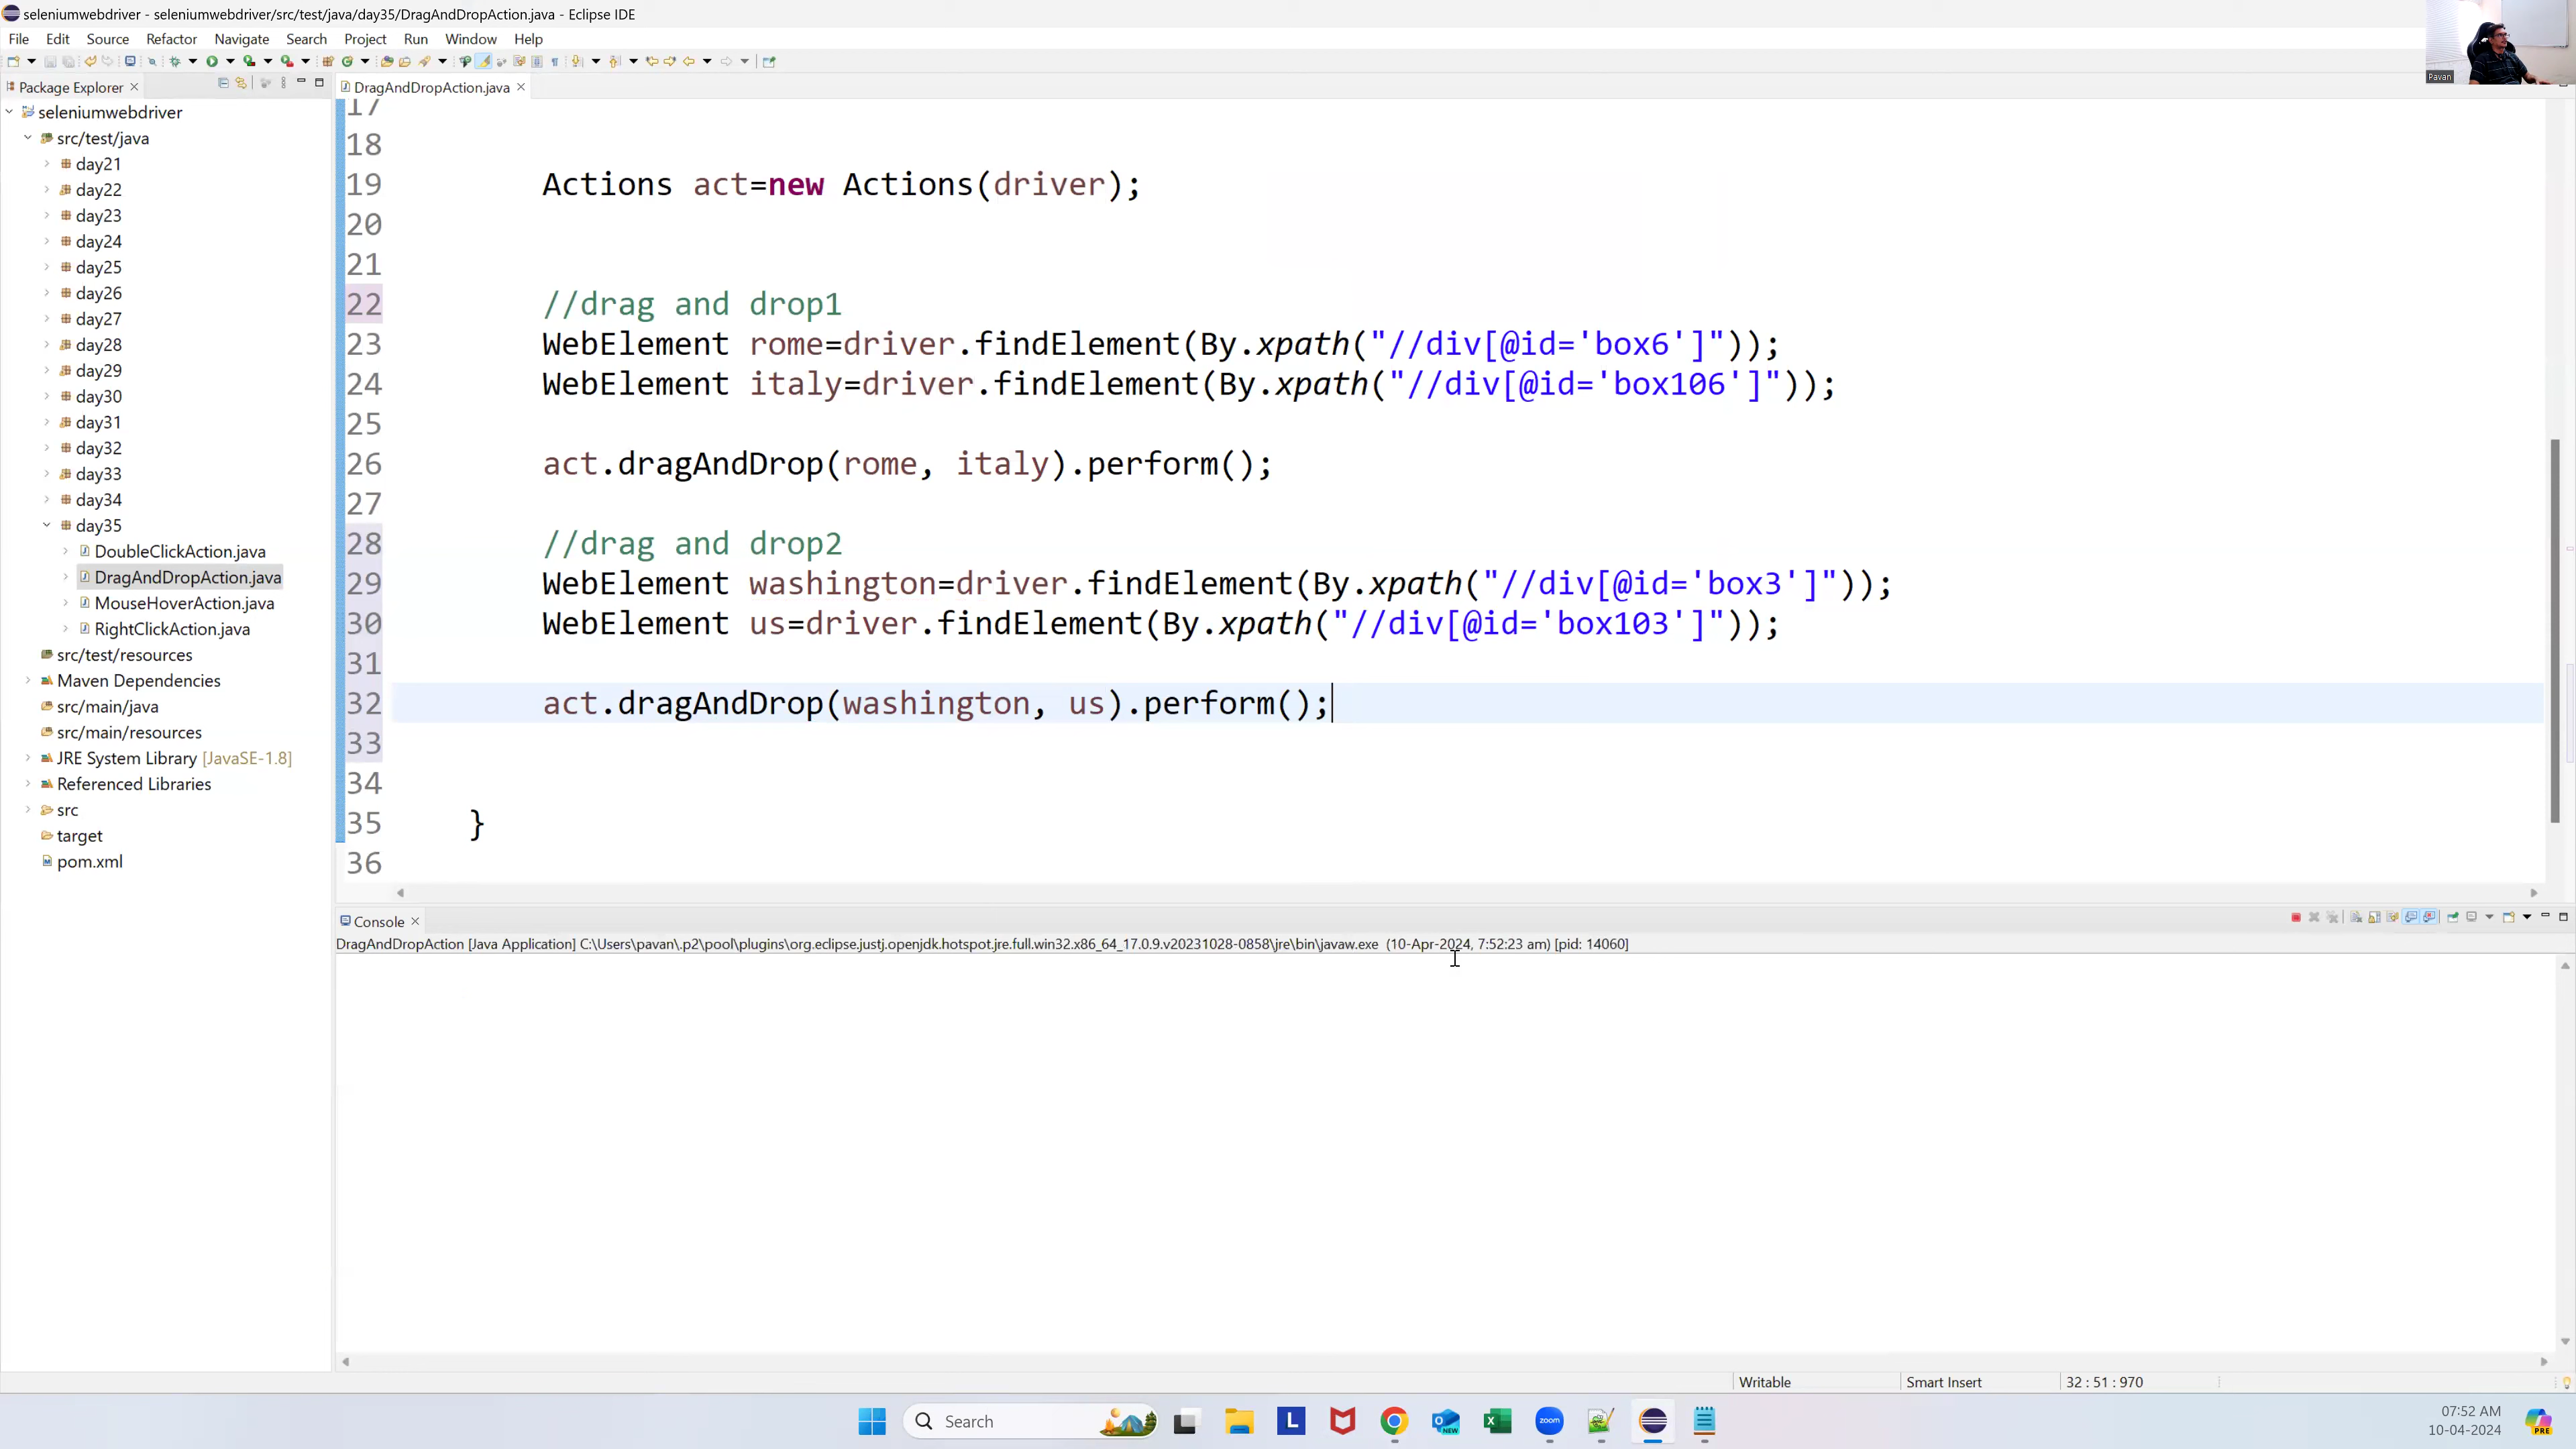 seleniumwebdriver - seleniumwebdriver/src/test/java/day35/DragAndDropAction.java - Eclipse IDE
Pavan
File Edit Source Refactor Navigate Search Project Run Window Help
Package Explorer
DragAndDropAction.java
seleniumwebdriver
src/test/java
day21
day22
day23
day24
day25
day26
day27
day28
day29
day30
day31
day32
day33
day34
day35
DoubleClickAction.java
DragAndDropAction.java
MouseHoverAction.java
RightClickAction.java
src/test/resources
Maven Dependencies
src/main/java
src/main/resources
JRE System Library [JavaSE-1.8]
Referenced Libraries
src
target
pom.xml
17
18
19 Actions act=new Actions(driver);
20
21
22 //drag and drop1
23 WebElement rome=driver.findElement(By.xpath("//div[@id='box6']"));
24 WebElement italy=driver.findElement(By.xpath("//div[@id='box106']"));
25
26 act.dragAndDrop(rome, italy).perform();
27
28 //drag and drop2
29 WebElement washington=driver.findElement(By.xpath("//div[@id='box3']"));
30 WebElement us=driver.findElement(By.xpath("//div[@id='box103']"));
31
32 act.dragAndDrop(washington, us).perform();
33
34
35 }
36
Console
DragAndDropAction [Java Application] C:\Users\pavan\.p2\pool\plugins\org.eclipse.justj.openjdk.hotspot.jre.full.win32.x86_64_17.0.9.v20231028-0858\jre\bin\javaw.exe (10-Apr-2024, 7:52:23 am) [pid: 14060]
Writable Smart Insert 32 : 51 : 970
Search
L
NEW
zoom
07:52 AM
10-04-2024
PRE